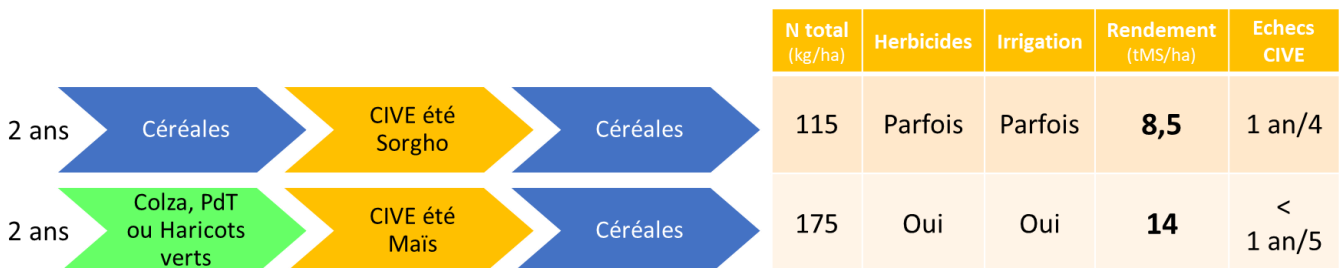 N total
(kg/ha)
Herbicides
Irrigation
Rendement
(tMS/ha)
Echecs
CIVE
2 ans
Céréales
CIVE été
Sorgho
Céréales
115
Parfois
Parfois
8,5
1 an/4
2 ans
Colza, PdT
ou Haricots
verts
CIVE été
Maïs
Céréales
175
Oui
Oui
14
<
1 an/5